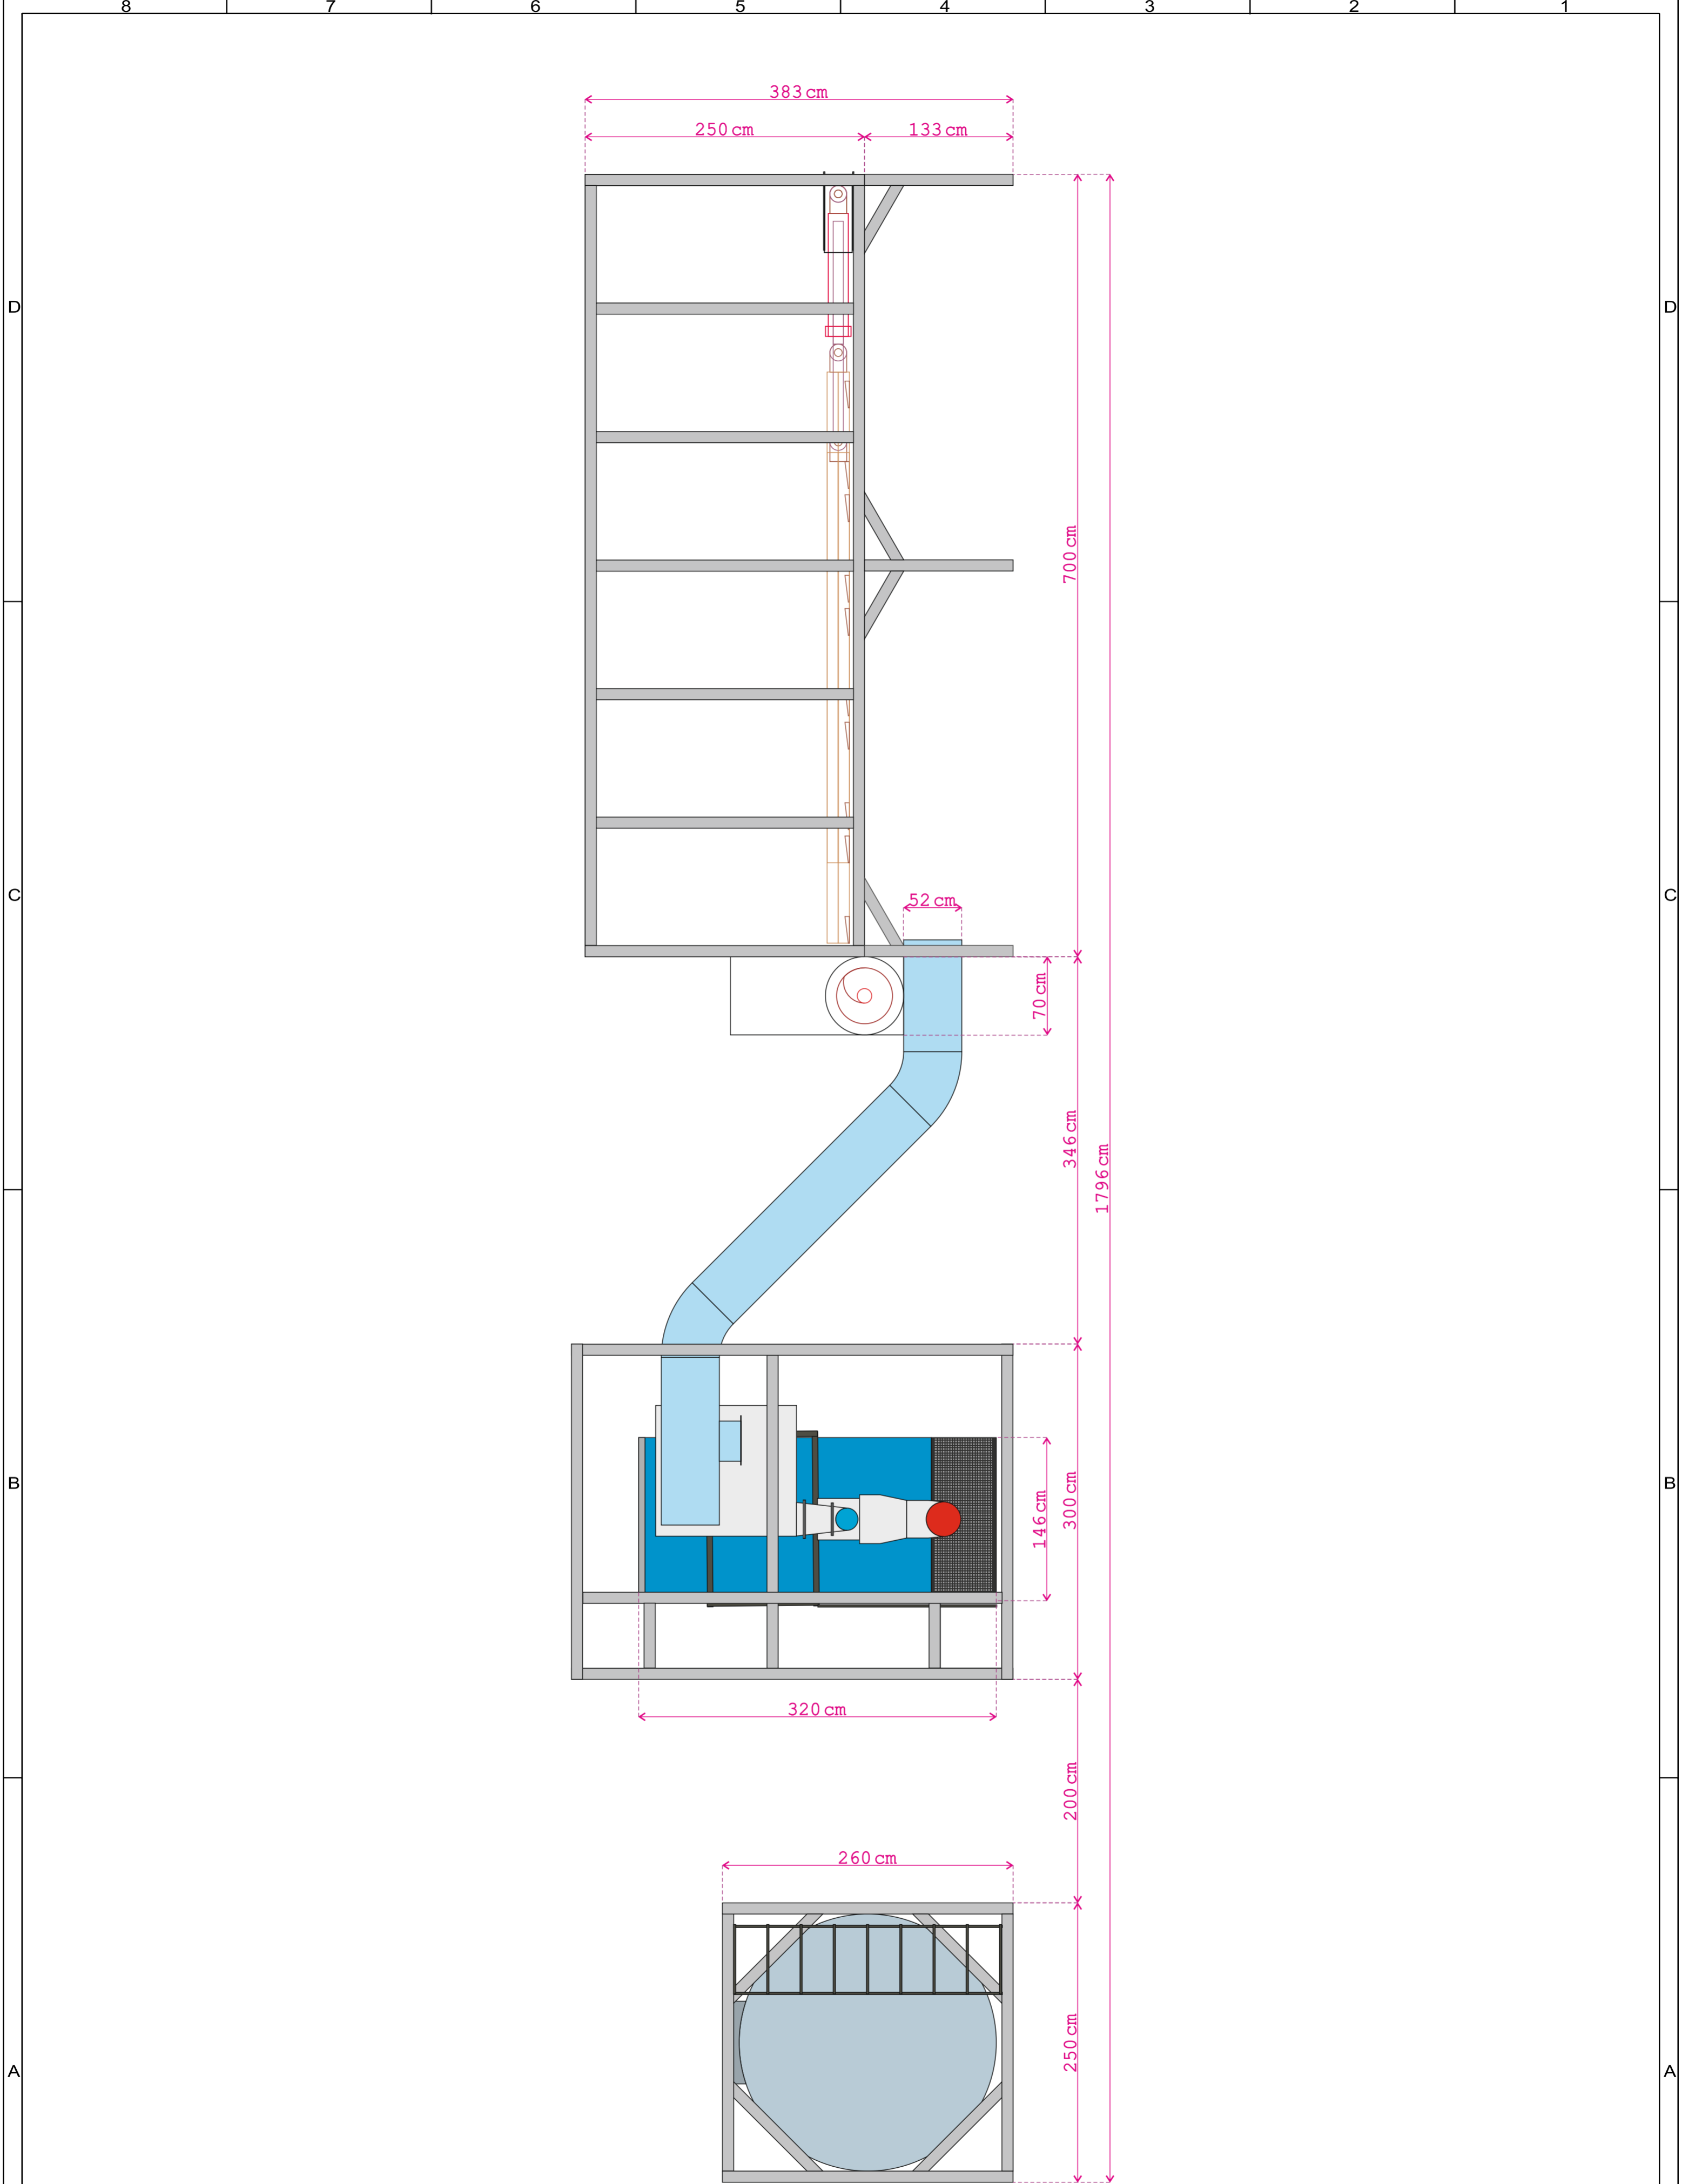 8 7 6 5 4 3 2 1
383 cm
250 cm 133 cm
D D
700 cm
C C
52 cm
70 cm
346 cm
1796 cm
B B
146 cm
300 cm
320 cm
200 cm
260 cm
250 cm
A A